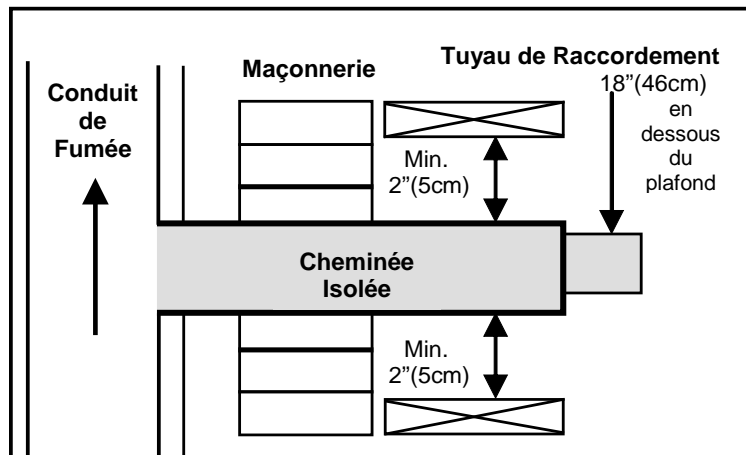 Conduit
de
Fumée
Maçonnerie
Tuyau de Raccordement
18”(46cm)
en
dessous
du
plafond
Min.
2”(5cm)
Cheminée
Isolée
Min.
2”(5cm)